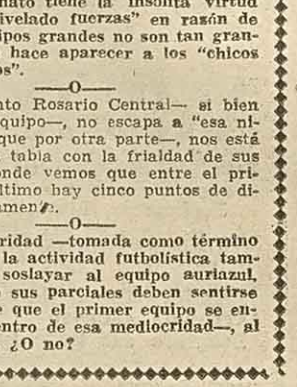 nato tiene la insólita virtud
ivelado fuerzas" en razón de
ipos grandes no son tan gran-
hace aparecer a los "chicos
os".
—O—
nto Rosario Central— si bien
equipo—, no escapa a "esa ni-
que por otra parte—, nos está
tabla con la frialdad de sus
onde vemos que entre el pri-
último hay cinco puntos de di-
amente.
—O—
ridad —tomada como término
la actividad futbolística tam-
soslayar al equipo auriazul,
sus parciales deben sentirse
e que el primer equipo se en-
entro de esa mediocridad—, al
¿O no?